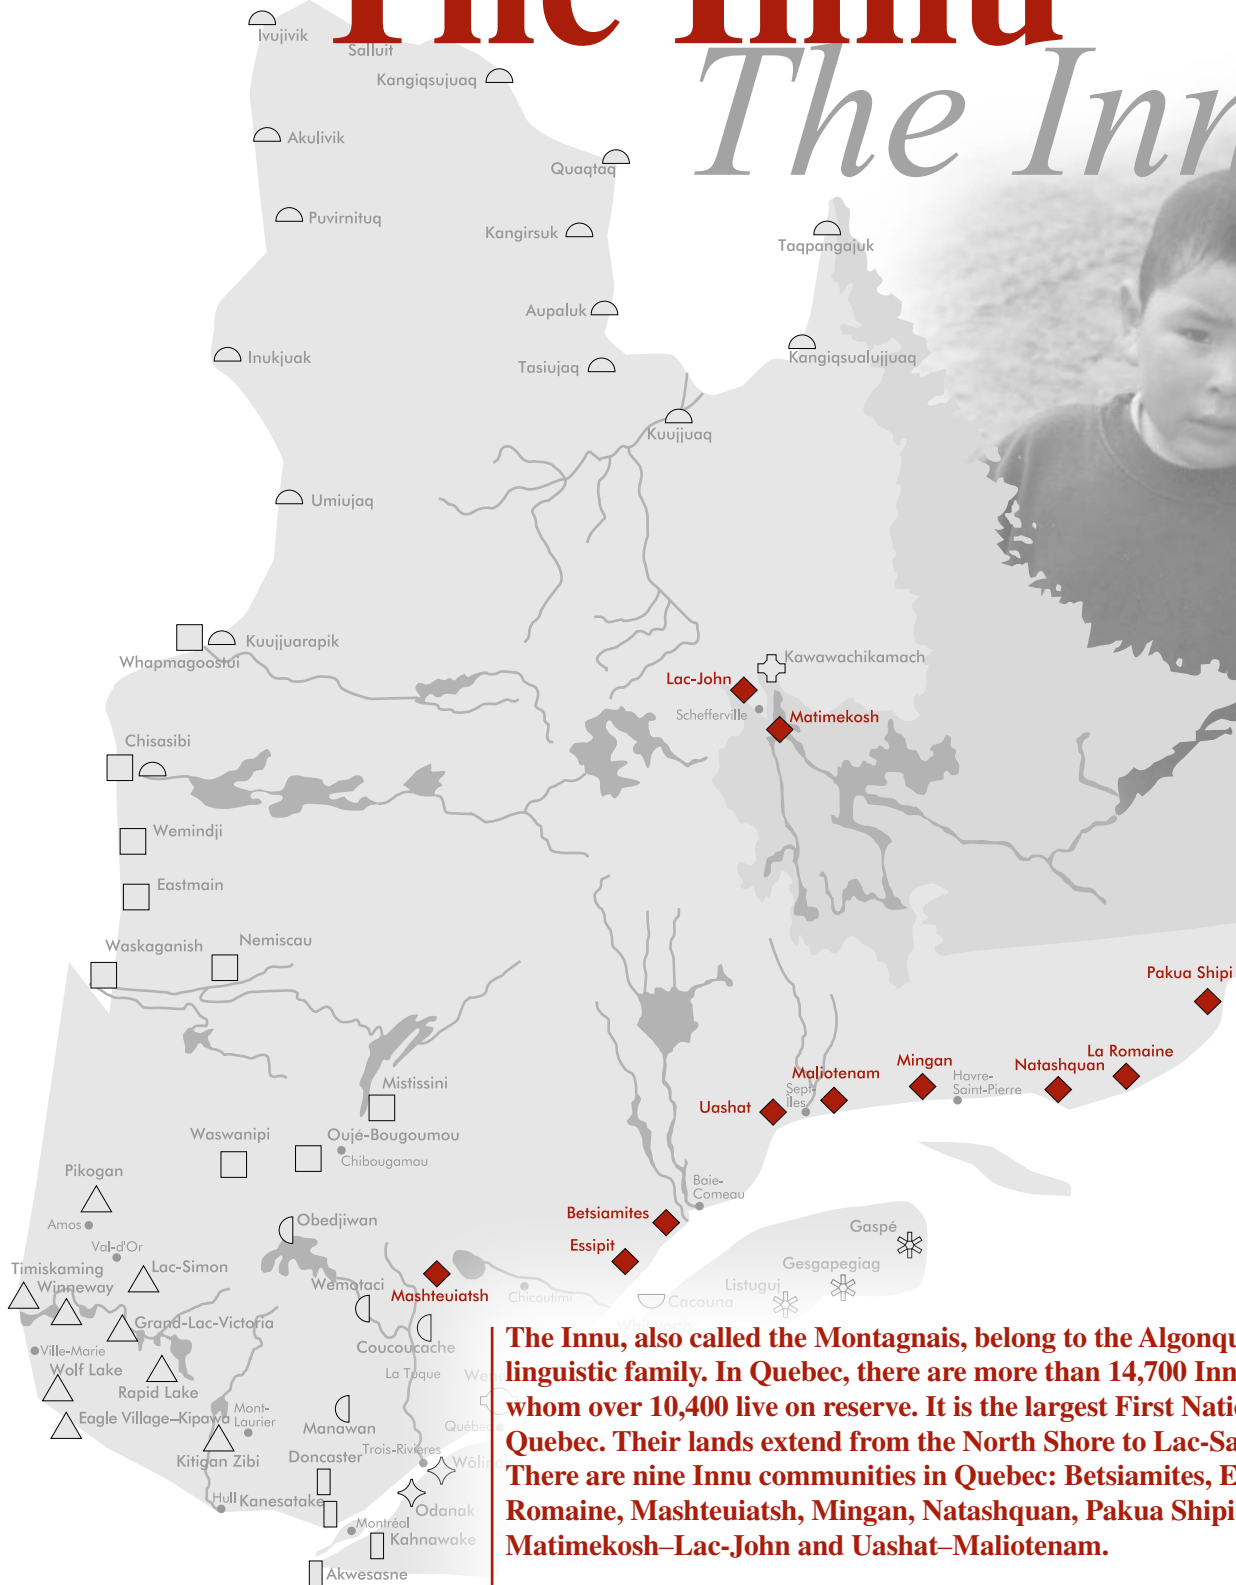 The Innu
The Inn
Ivujivik
Salluit
Kangiqsujuaq
Akulivik
Quaqtaq
Puvirnituq
Kangirsuk
Taqpangajuk
Aupaluk
Inukjuak
Tasiujaq
Kangiqsualujjuaq
Kuujjuaq
Umiujaq
Kuujjuarapik
Whapmagoostui
Kawawachikamach
Lac-John
Schefferville
Matimekosh
Chisasibi
Wemindji
Eastmain
Waskaganish
Nemiscau
Pakua Shipi
La Romaine
Mingan
Natashquan
Maliotenam
Havre-
Saint-Pierre
Sept-
Îles
Uashat
Mistissini
Waswanipi
Oujé-Bougoumou
Chibougamau
Pikogan
Baie-
Comeau
Amos
Obedjiwan
Betsiamites
Gaspé
Val-d'Or
Essipit
Timiskaming
Lac-Simon
Gesgapegiag
Winneway
Wemotaci
Mashteuiatsh
Chicoutimi
Listuguj
Cacouna
Grand-Lac-Victoria
Whitworth
Ville-Marie
Coucoucache
Wolf Lake
La Tuque
Rapid Lake
Mont-
Laurier
Eagle Village–Kipawa
Manawan
Québec
Kitigan Zibi
Doncaster
Trois-Rivières
Odanak
Hull
Kanesatake
Montréal
Kahnawake
Akwesasne
The Innu, also called the Montagnais, belong to the Algonqu
linguistic family. In Quebec, there are more than 14,700 Inn
whom over 10,400 live on reserve. It is the largest First Natio
Quebec. Their lands extend from the North Shore to Lac-Sa
There are nine Innu communities in Quebec: Betsiamites, E
Romaine, Mashteuiatsh, Mingan, Natashquan, Pakua Shipi
Matimekosh–Lac-John and Uashat–Maliotenam.